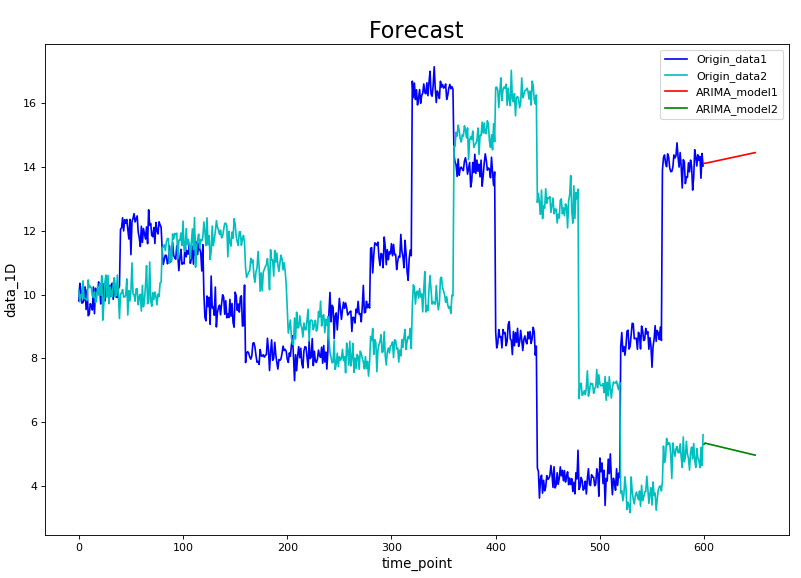 Forecast
Origin_data1
Origin_data2
ARIMA_model1
ARIMA_model2
data_1D
16
14
12
10
8
6
4
0 100 200 300 400 500 600
time_point